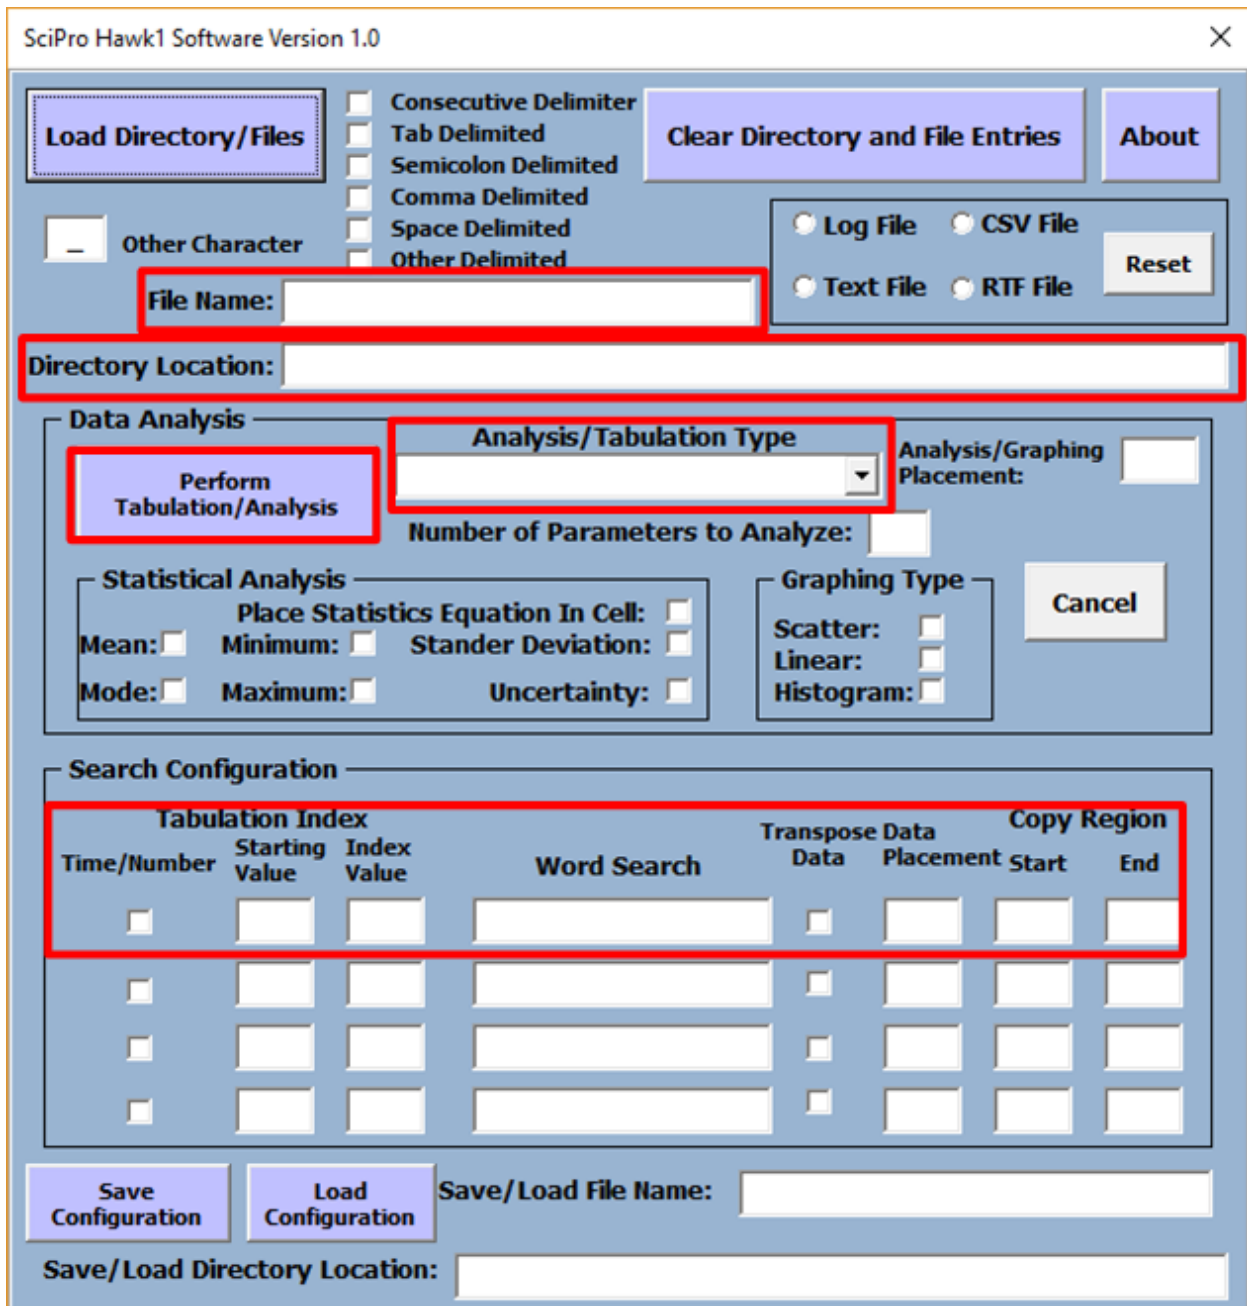 SciPro Hawk1 Software Version 1.0
Load Directory/Files
Consecutive Delimiter
Tab Delimited
Semicolon Delimited
Comma Delimited
Space Delimited
Other Delimited
Clear Directory and File Entries
About
_ Other Character
Log File CSV File
Text File RTF File
Reset
File Name:
Directory Location:
Data Analysis
Perform
Tabulation/Analysis
Analysis/Tabulation Type
Analysis/Graphing
Placement:
Number of Parameters to Analyze:
Statistical Analysis
Place Statistics Equation In Cell:
Mean: Minimum: Stander Deviation:
Mode: Maximum: Uncertainty:
Graphing Type
Scatter:
Linear:
Histogram:
Cancel
Search Configuration
Tabulation Index
Time/Number
Starting
Value
Index
Value
Word Search
Transpose
Data
Data
Placement
Copy Region
Start End
Save
Configuration
Load
Configuration
Save/Load File Name:
Save/Load Directory Location: